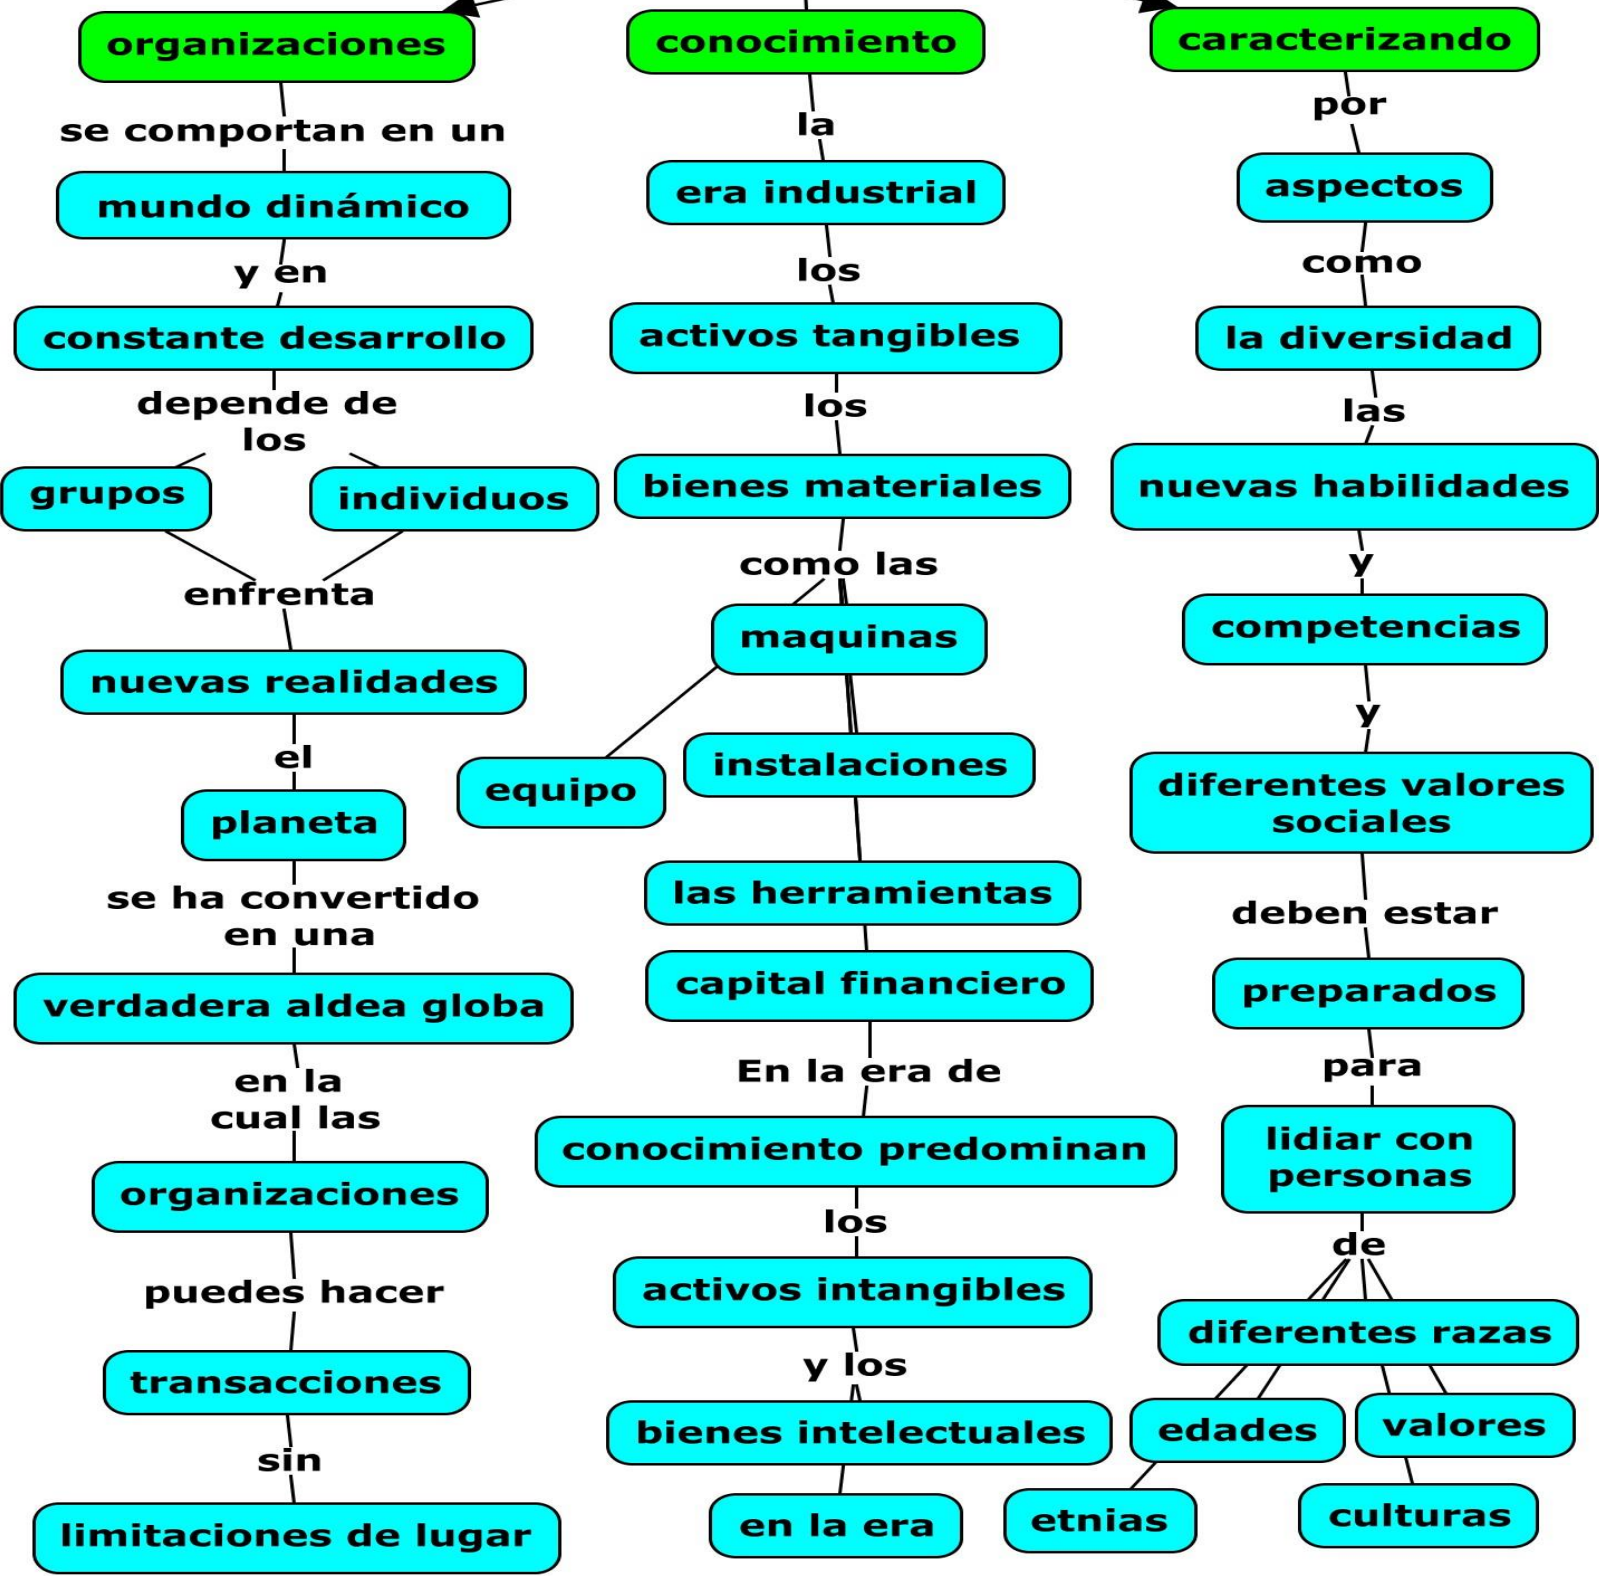 organizaciones
se comportan en un
mundo dinámico
y en
constante desarrollo
depende de
los
grupos
individuos
enfrenta
nuevas realidades
el
planeta
se ha convertido
en una
verdadera aldea globa
en la
cual las
organizaciones
puedes hacer
transacciones
sin
limitaciones de lugar
conocimiento
la
era industrial
los
activos tangibles
los
bienes materiales
como las
maquinas
equipo
instalaciones
las herramientas
capital financiero
En la era de
conocimiento predominan
los
activos intangibles
y los
bienes intelectuales
en la era
caracterizando
por
aspectos
como
la diversidad
las
nuevas habilidades
y
competencias
y
diferentes valores
sociales
deben estar
preparados
para
lidiar con
personas
de
diferentes razas
edades
valores
etnias
culturas